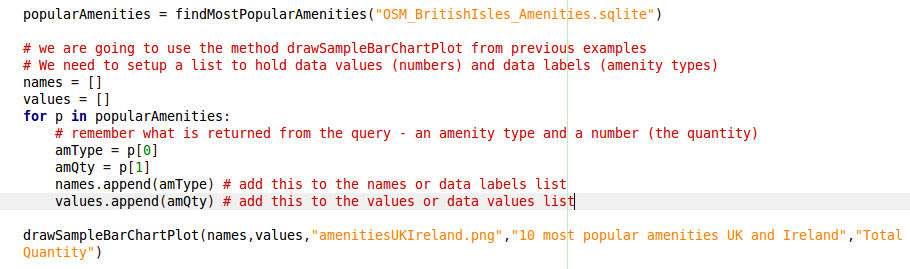 popularAmenities = findMostPopularAmenities("OSM_BritishIsles_Amenities.sqlite")
# we are going to use the method drawSampleBarChartPlot from previous examples
# We need to setup a list to hold data values (numbers) and data labels (amenity types)
names = []
values = []
for p in popularAmenities:
    # remember what is returned from the query - an amenity type and a number (the quantity)
    amType = p[0]
    amQty = p[1]
    names.append(amType) # add this to the names or data labels list
    values.append(amQty) # add this to the values or data values list
drawSampleBarChartPlot(names,values,"amenitiesUKIreland.png","10 most popular amenities UK and Ireland","Total
Quantity")